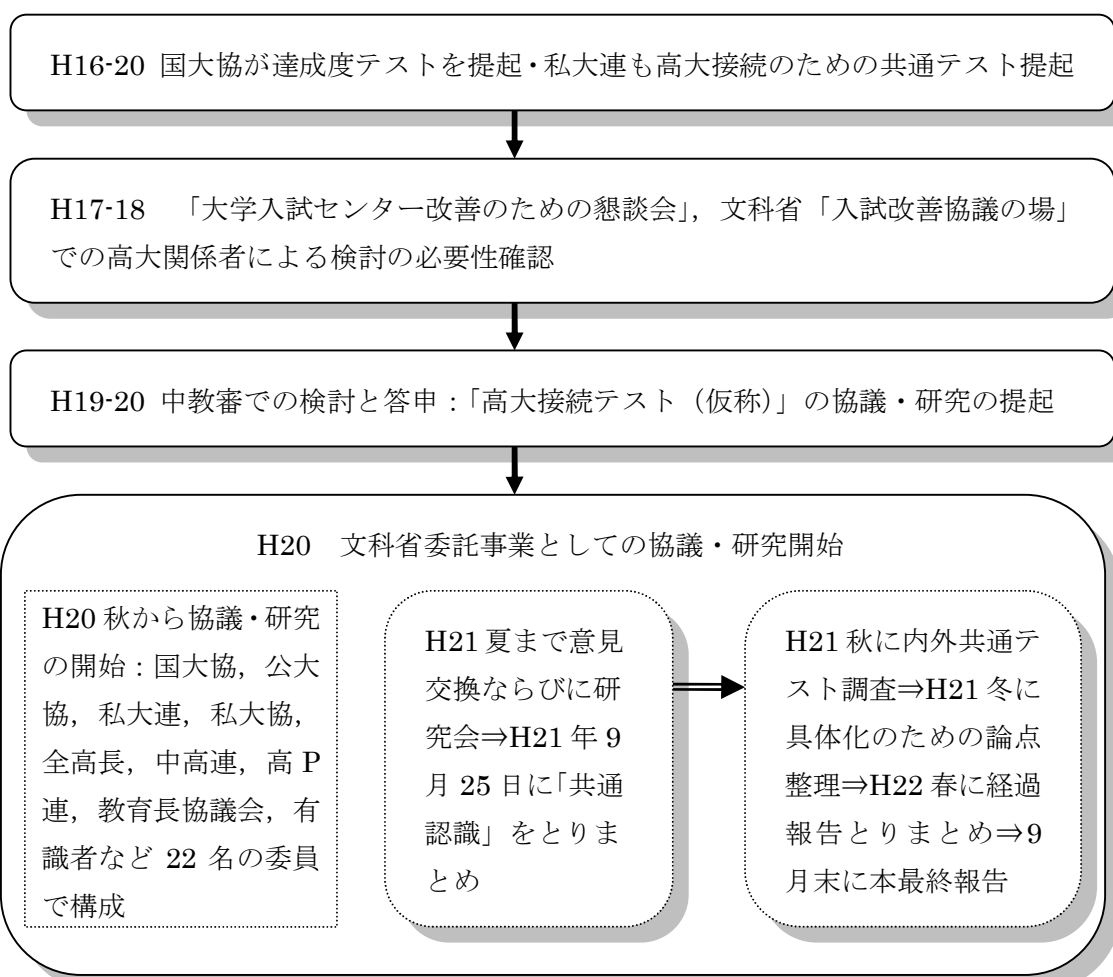 H16-20 国大協が達成度テストを提起・私大連も高大接続のための共通テスト提起
H17-18 「大学入試センター改善のための懇談会」，文科省「入試改善協議の場」
での高大関係者による検討の必要性確認
H19-20 中教審での検討と答申：「高大接続テスト（仮称）」の協議・研究の提起
H20 文科省委託事業としての協議・研究開始
H20 秋から協議・研究
の開始：国大協，公大
協，私大連，私大協，
全高長，中高連，高 P
連，教育長協議会，有
識者など 22 名の委員
で構成
H21 夏まで意見
交換ならびに研
究会⇒H21 年 9
月 25 日に「共通
認識」をとりま
とめ
H21 秋に内外共通テ
スト調査⇒H21 冬に
具体化のための論点
整理⇒H22 春に経過
報告とりまとめ⇒9
月末に本最終報告